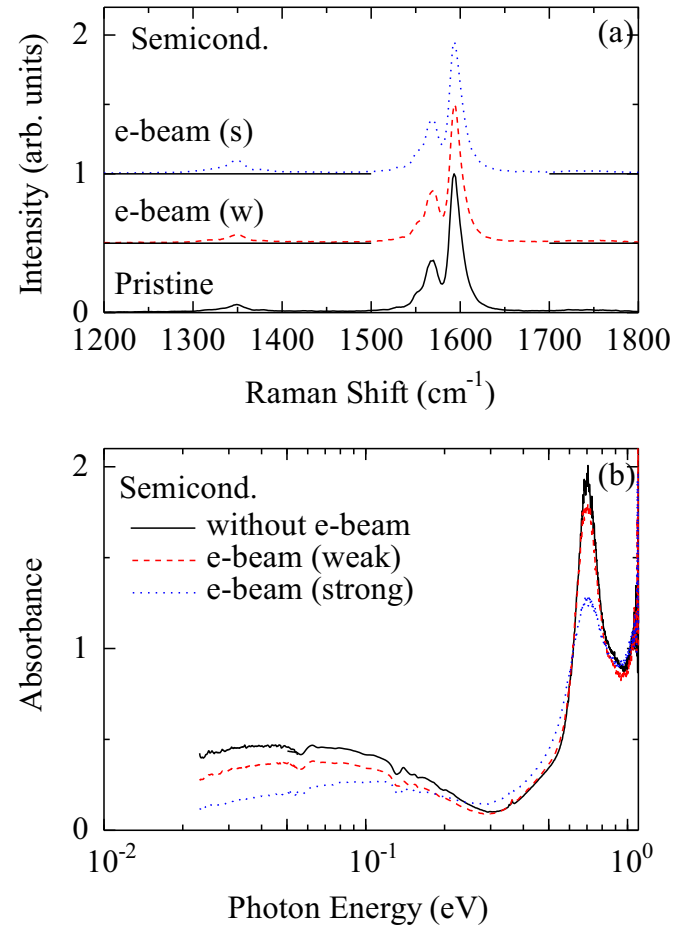 Semicond.
(a)
e-beam (s)
e-beam (w)
Pristine
2
1
0
Intensity (arb. units)
1200 1300 1400 1500 1600 1700 1800
Raman Shift (cm⁻¹)
(b)
Semicond.
without e-beam
e-beam (weak)
e-beam (strong)
2
1
0
Absorbance
10⁻² 10⁻¹ 10⁰
Photon Energy (eV)